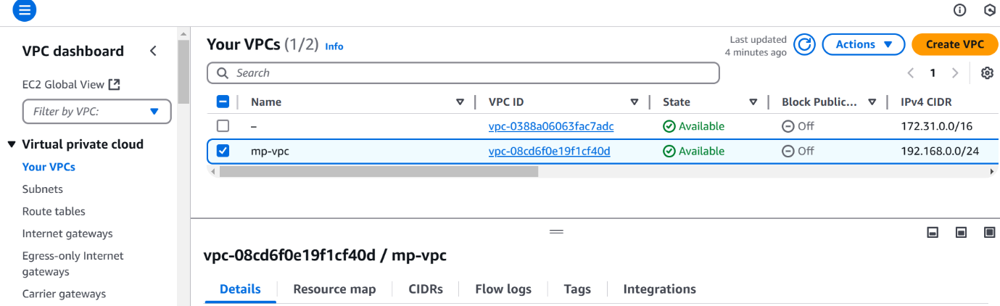 VPC dashboard
EC2 Global View
Filter by VPC:
Virtual private cloud
Your VPCs
Subnets
Route tables
Internet gateways
Egress-only Internet
gateways
Carrier gateways
Your VPCs (1/2) Info
Last updated
4 minutes ago
Actions
Create VPC
Search
1
Name VPC ID State Block Public... IPv4 CIDR
– vpc-0388a06063fac7adc Available Off 172.31.0.0/16
mp-vpc vpc-08cd6f0e19f1cf40d Available Off 192.168.0.0/24
vpc-08cd6f0e19f1cf40d / mp-vpc
Details Resource map CIDRs Flow logs Tags Integrations